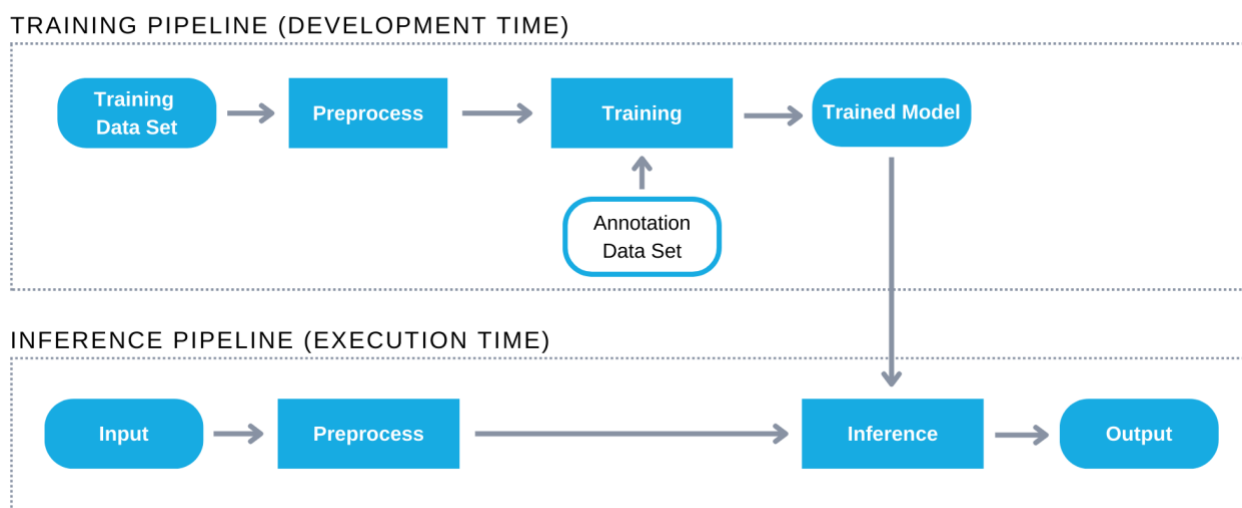 TRAINING PIPELINE (DEVELOPMENT TIME)
Training
Data Set
Preprocess
Training
Trained Model
Annotation
Data Set
INFERENCE PIPELINE (EXECUTION TIME)
Input
Preprocess
Inference
Output